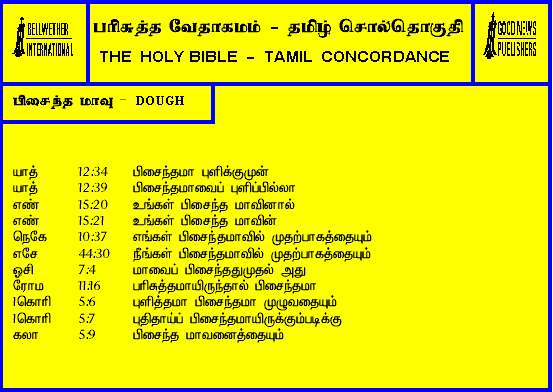 BELLWETHER
INTERNATIONAL
பரிசுத்த வேதாகமம் - தமிழ் சொல்தொகுதி
THE HOLY BIBLE - TAMIL CONCORDANCE
GOOD NEWS
PUBLISHERS
பிசைந்த மாவு - DOUGH
யாத் 12:34 பிசைந்தமா புளிக்குமுன்
யாத் 12:39 பிசைந்தமாவைப் புளிப்பில்லா
எண் 15:20 உங்கள் பிசைந்த மாவினால்
எண் 15:21 உங்கள் பிசைந்த மாவின்
நெகே 10:37 எங்கள் பிசைந்தமாவில் முதற்பாகத்தையும்
எசே 44:30 நீங்கள் பிசைந்தமாவில் முதற்பாகத்தையும்
ஒசி 7:4 மாவைப் பிசைந்ததுமுதல் அது
ரோம 11:16 பரிசுத்தமாயிருந்தால் பிசைந்தமா
1கொரி 5:6 புளித்தமா பிசைந்தமா முழுவதையும்
1கொரி 5:7 புதிதாய்ப் பிசைந்தமாயிருக்கும்படிக்கு
கலா 5:9 பிசைந்த மாவனைத்தையும்